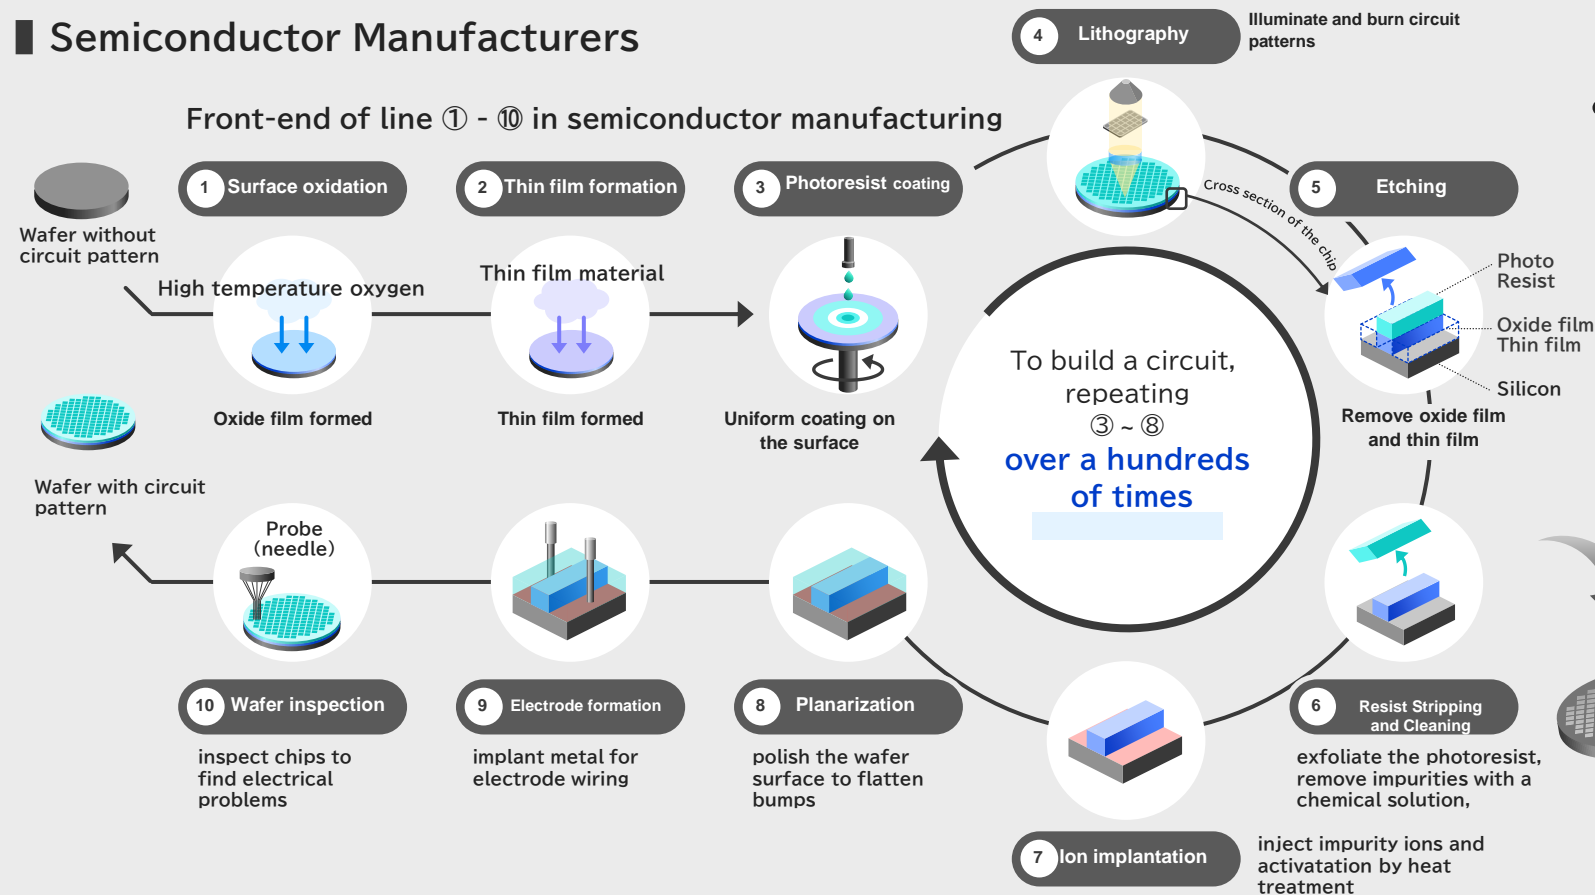 Semiconductor Manufacturers
Front-end of line ① - ⑩ in semiconductor manufacturing
Wafer without
circuit pattern
1 Surface oxidation
High temperature oxygen
Oxide film formed
2 Thin film formation
Thin film material
Thin film formed
3 Photoresist coating
Uniform coating on
the surface
4 Lithography
Illuminate and burn circuit
patterns
Cross section of the chip
5 Etching
Photo
Resist
Oxide film
Thin film
Silicon
Remove oxide film
and thin film
To build a circuit,
repeating
③ ~ ⑧
over a hundreds
of times
6 Resist Stripping
and Cleaning
exfoliate the photoresist,
remove impurities with a
chemical solution,
7 Ion implantation
inject impurity ions and
activatation by heat
treatment
8 Planarization
polish the wafer
surface to flatten
bumps
9 Electrode formation
implant metal for
electrode wiring
10 Wafer inspection
Probe
(needle)
inspect chips to
find electrical
problems
Wafer with circuit
pattern